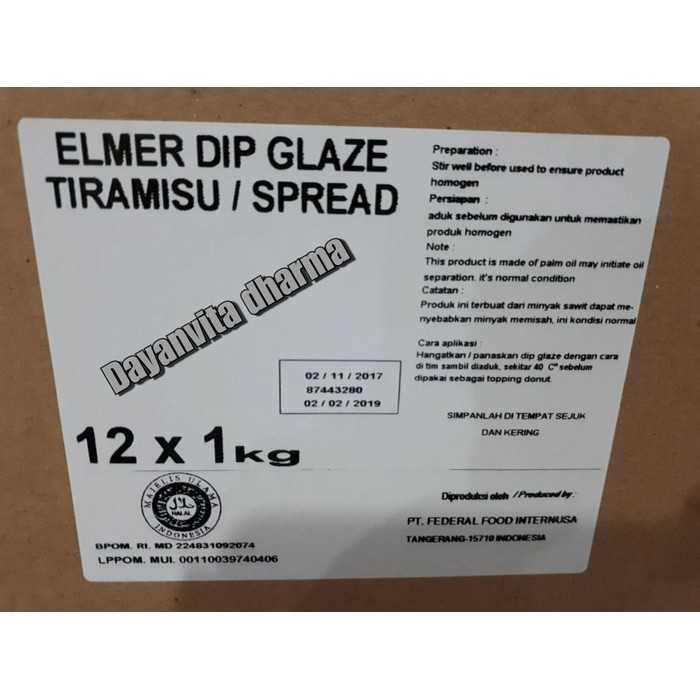 ELMER DIP GLAZE
TIRAMISU / SPREAD
Dayanvita dharma
02 / 11 / 2017
87443280
02 / 02 / 2019
12 x 1kg
MAJELIS ULAMA
HALAL
INDONESIA
BPOM. RI. MD 224831092074
LPPOM. MUI. 00110039740406
Preparation :
Stir well before used to ensure product
homogen
Persiapan :
aduk sebelum digunakan untuk memastikan
produk homogen
Note :
This product is made of palm oil may initiate oil
separation. it's normal condition
Catatan :
Produk ini terbuat dari minyak sawit dapat me-
nyebabkan minyak memisah, ini kondisi normal
Cara aplikasi :
Hangatkan / panaskan dip glaze dengan cara
di tim sambil diaduk, sekitar 40 C° sebelum
dipakai sebagai topping donut.
SIMPANLAH DI TEMPAT SEJUK
DAN KERING
Diproduksi oleh / Produced by :
PT. FEDERAL FOOD INTERNUSA
TANGERANG-15710 INDONESIA